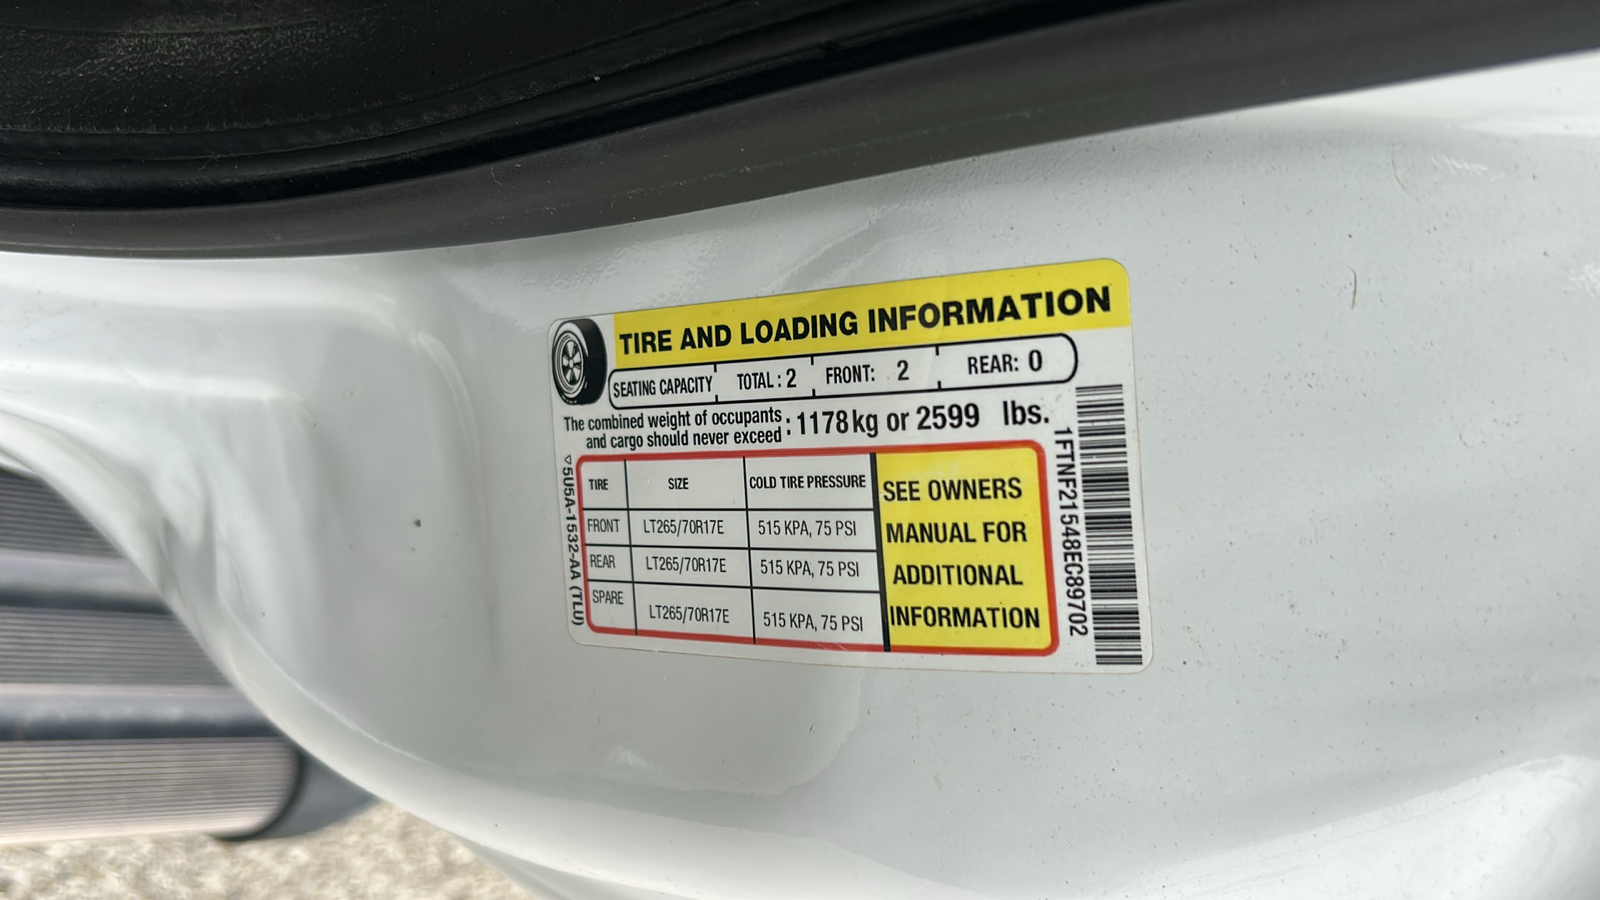 TIRE AND LOADING INFORMATION
SEATING CAPACITY TOTAL : 2 FRONT: 2 REAR: 0
The combined weight of occupants
and cargo should never exceed : 1178 kg or 2599 lbs.
TIRE SIZE COLD TIRE PRESSURE
FRONT LT265/70R17E 515 KPA, 75 PSI
REAR LT265/70R17E 515 KPA, 75 PSI
SPARE LT265/70R17E 515 KPA, 75 PSI
SEE OWNERS
MANUAL FOR
ADDITIONAL
INFORMATION
5U5A-1532-AA (TLU)
1FTNF21548EC89702